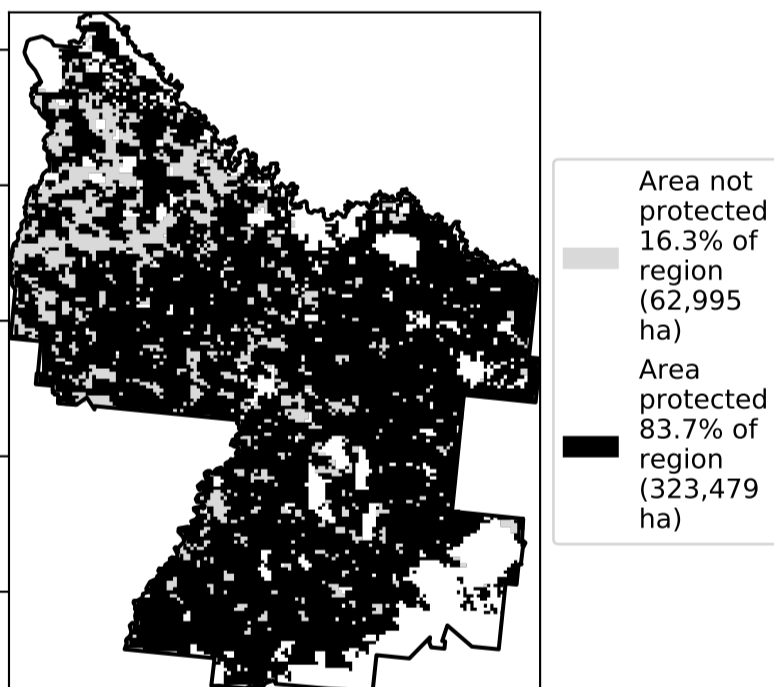 Area not
protected
16.3% of
region
(62,995
ha)
Area
protected
83.7% of
region
(323,479
ha)